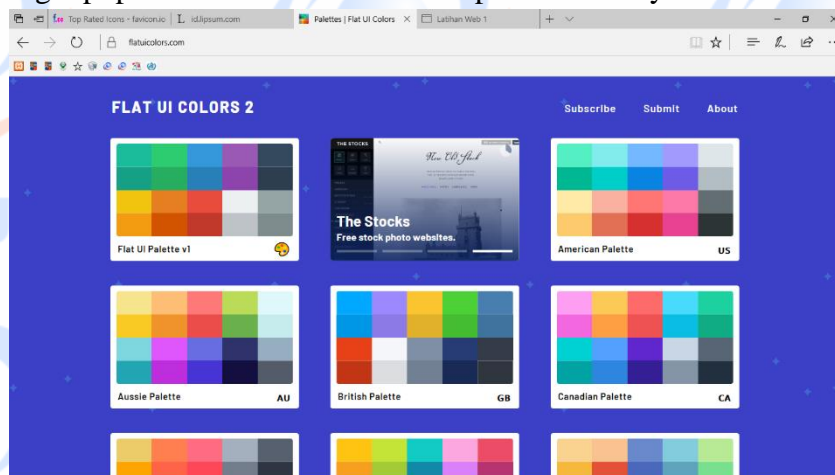 Top Rated Icons - favicon.io
id.lipsum.com
Palettes | Flat UI Colors
Latihan Web 1
flatuicolors.com
FLAT UI COLORS 2
Subscribe
Submit
About
THE STOCKS
The Stocks
Free stock photo websites.
Flat UI Palette v1
American Palette
US
Aussie Palette
AU
British Palette
GB
Canadian Palette
CA